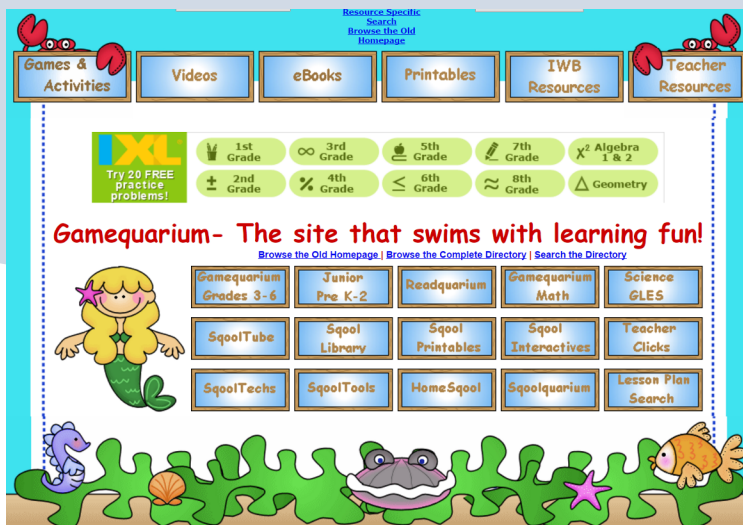 Resource Specific
Search
Browse the Old
Homepage
Games &
Activities
Videos
eBooks
Printables
IWB
Resources
Teacher
Resources
IXL
Try 20 FREE
practice
problems!
1st
Grade
∞ 3rd
Grade
5th
Grade
7th
Grade
X² Algebra
1 & 2
± 2nd
Grade
% 4th
Grade
≤ 6th
Grade
≈ 8th
Grade
△ Geometry
Gamequarium- The site that swims with learning fun!
Browse the Old Homepage | Browse the Complete Directory | Search the Directory
Gamequarium
Grades 3-6
Junior
Pre K-2
Readquarium
Gamequarium
Math
Science
GLES
SqoolTube
Sqool
Library
Sqool
Printables
Sqool
Interactives
Teacher
Clicks
SqoolTechs
SqoolTools
HomeSqool
Sqoolquarium
Lesson Plan
Search